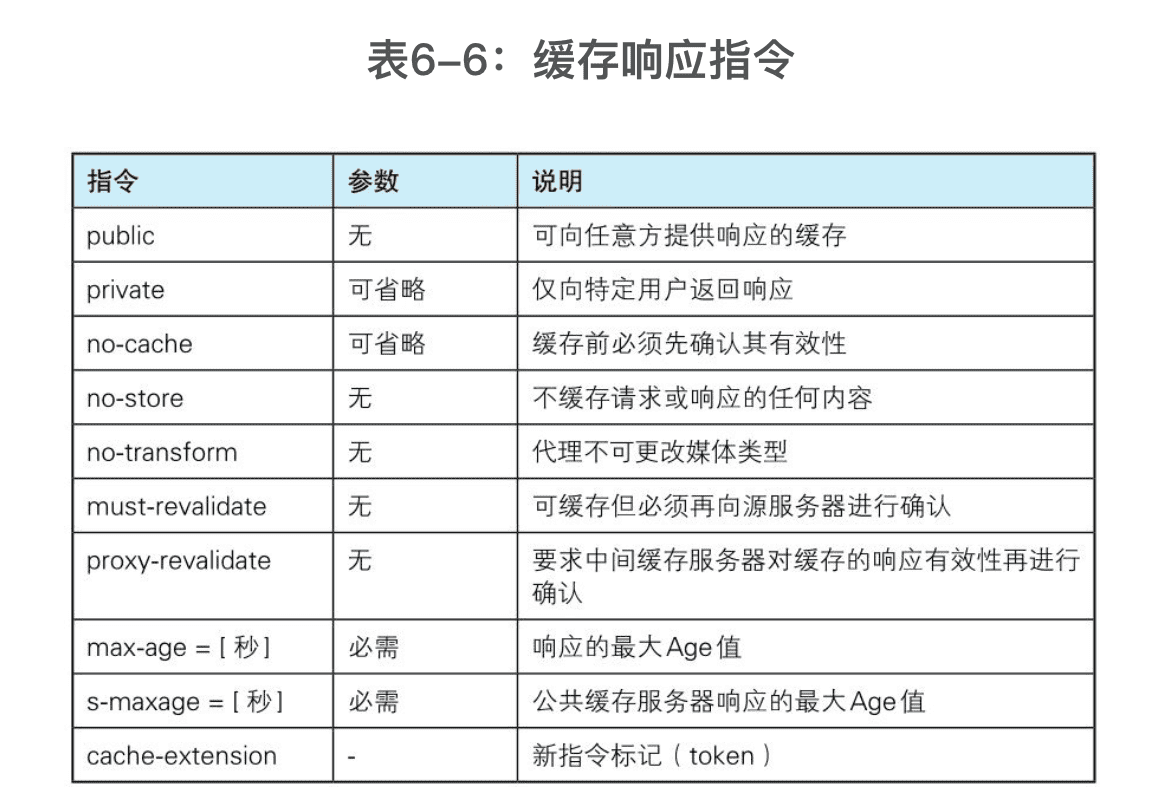 表6–6：缓存响应指令
指令 参数 说明
public 无 可向任意方提供响应的缓存
private 可省略 仅向特定用户返回响应
no-cache 可省略 缓存前必须先确认其有效性
no-store 无 不缓存请求或响应的任何内容
no-transform 无 代理不可更改媒体类型
must-revalidate 无 可缓存但必须再向源服务器进行确认
proxy-revalidate 无 要求中间缓存服务器对缓存的响应有效性再进行
确认
max-age = [ 秒] 必需 响应的最大Age值
s-maxage = [ 秒] 必需 公共缓存服务器响应的最大Age值
cache-extension - 新指令标记（token）